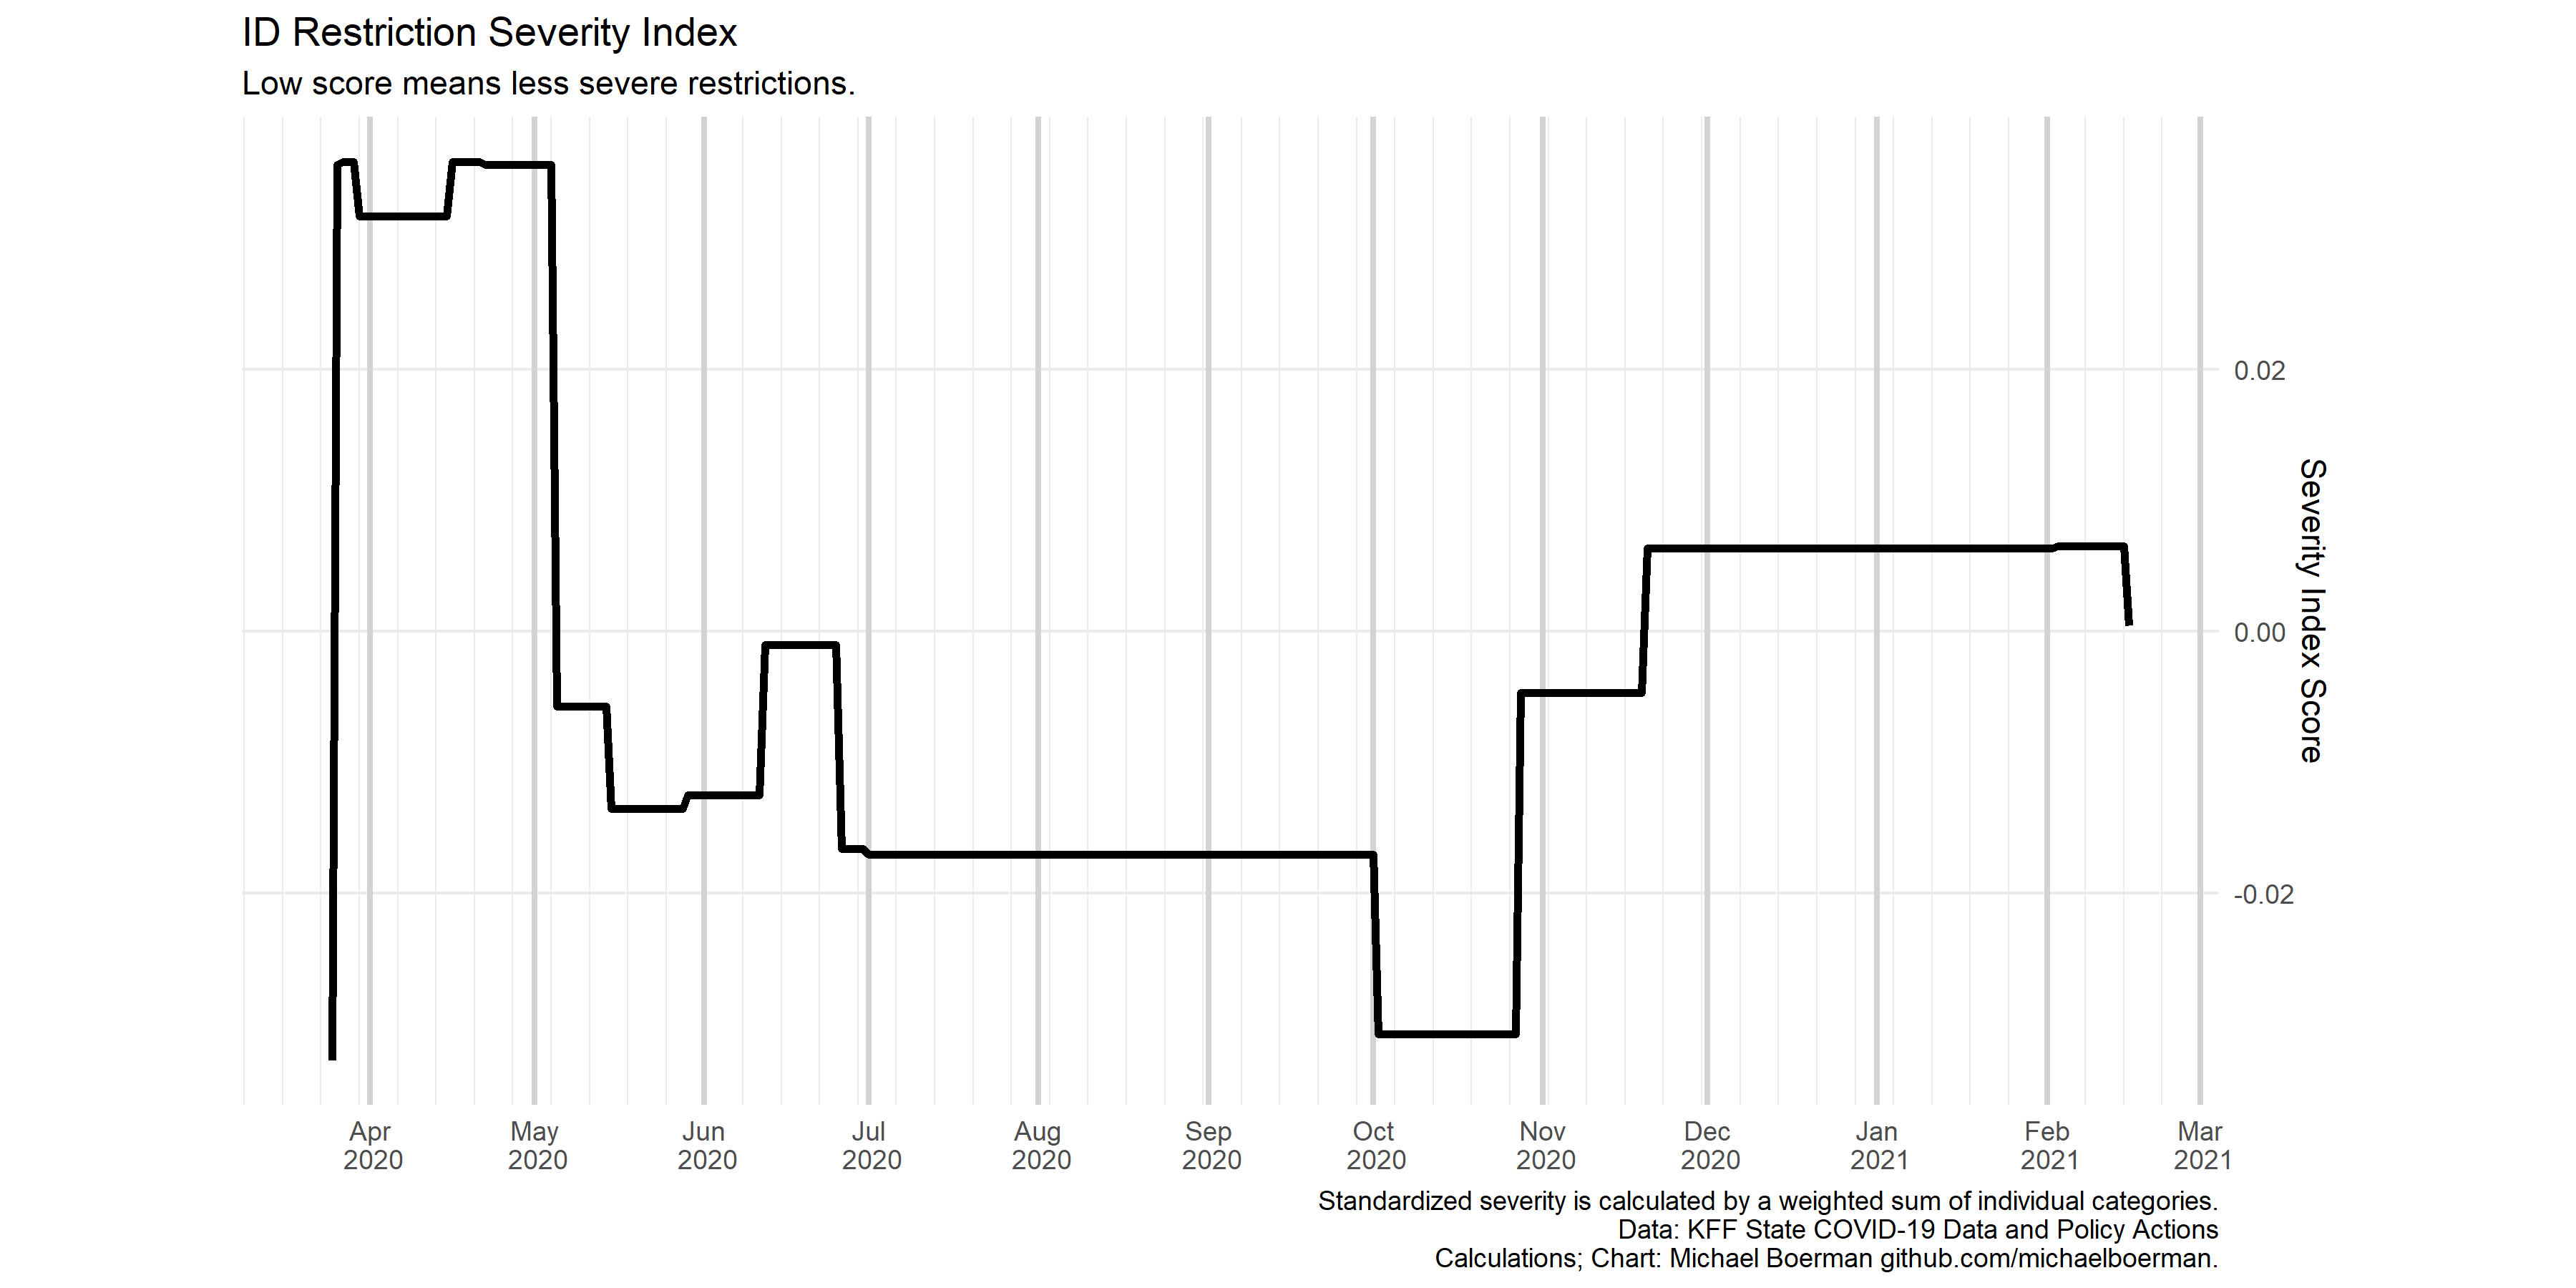 ID Restriction Severity Index
Low score means less severe restrictions.
0.02
0.00
-0.02
Severity Index Score
Apr 2020
May 2020
Jun 2020
Jul 2020
Aug 2020
Sep 2020
Oct 2020
Nov 2020
Dec 2020
Jan 2021
Feb 2021
Mar 2021
Standardized severity is calculated by a weighted sum of individual categories.
Data: KFF State COVID-19 Data and Policy Actions
Calculations; Chart: Michael Boerman github.com/michaelboerman.